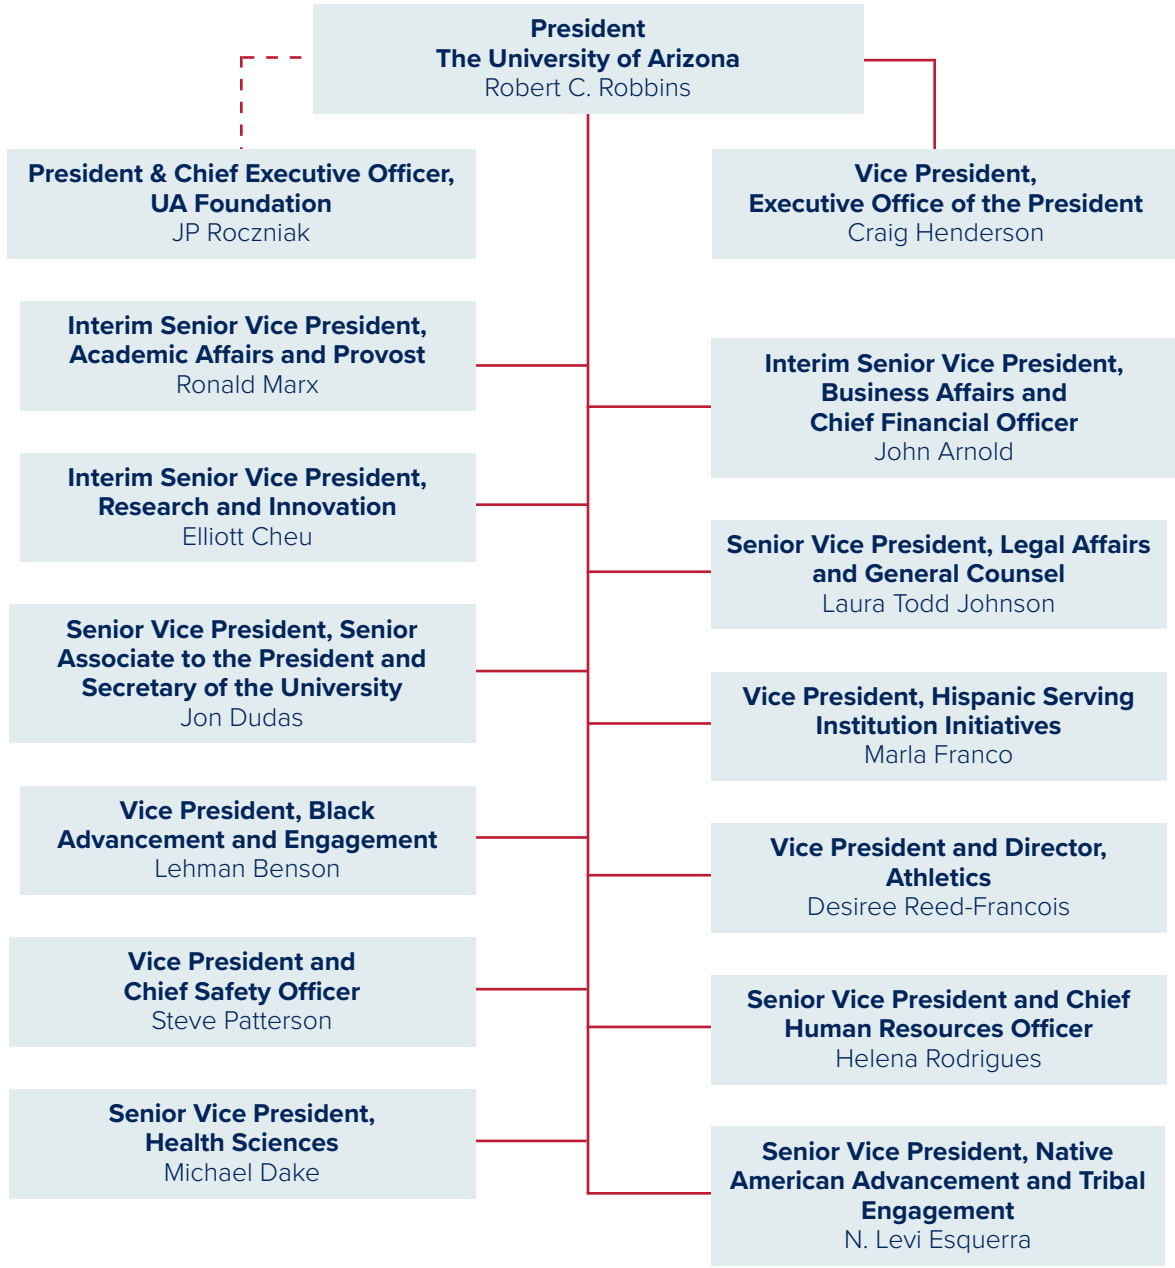 President
The University of Arizona
Robert C. Robbins
President & Chief Executive Officer,
UA Foundation
JP Roczniak
Vice President,
Executive Office of the President
Craig Henderson
Interim Senior Vice President,
Academic Affairs and Provost
Ronald Marx
Interim Senior Vice President,
Business Affairs and
Chief Financial Officer
John Arnold
Interim Senior Vice President,
Research and Innovation
Elliott Cheu
Senior Vice President, Legal Affairs
and General Counsel
Laura Todd Johnson
Senior Vice President, Senior
Associate to the President and
Secretary of the University
Jon Dudas
Vice President, Hispanic Serving
Institution Initiatives
Marla Franco
Vice President, Black
Advancement and Engagement
Lehman Benson
Vice President and Director,
Athletics
Desiree Reed-Francois
Vice President and
Chief Safety Officer
Steve Patterson
Senior Vice President and Chief
Human Resources Officer
Helena Rodrigues
Senior Vice President,
Health Sciences
Michael Dake
Senior Vice President, Native
American Advancement and Tribal
Engagement
N. Levi Esquerra